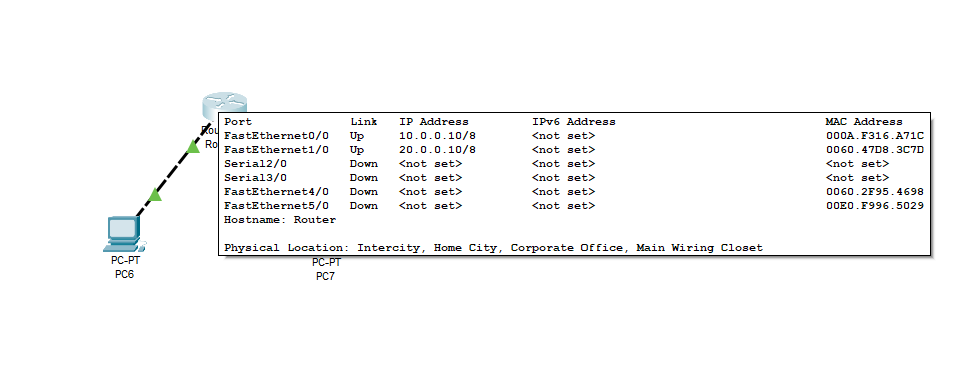 Port Link IP Address IPv6 Address MAC Address
FastEthernet0/0 Up 10.0.0.10/8 <not set> 000A.F316.A71C
FastEthernet1/0 Up 20.0.0.10/8 <not set> 0060.47D8.3C7D
Serial2/0 Down <not set> <not set> <not set>
Serial3/0 Down <not set> <not set> <not set>
FastEthernet4/0 Down <not set> <not set> 0060.2F95.4698
FastEthernet5/0 Down <not set> <not set> 00E0.F996.5029
Hostname: Router
Physical Location: Intercity, Home City, Corporate Office, Main Wiring Closet
PC-PT
PC6
PC-PT
PC7